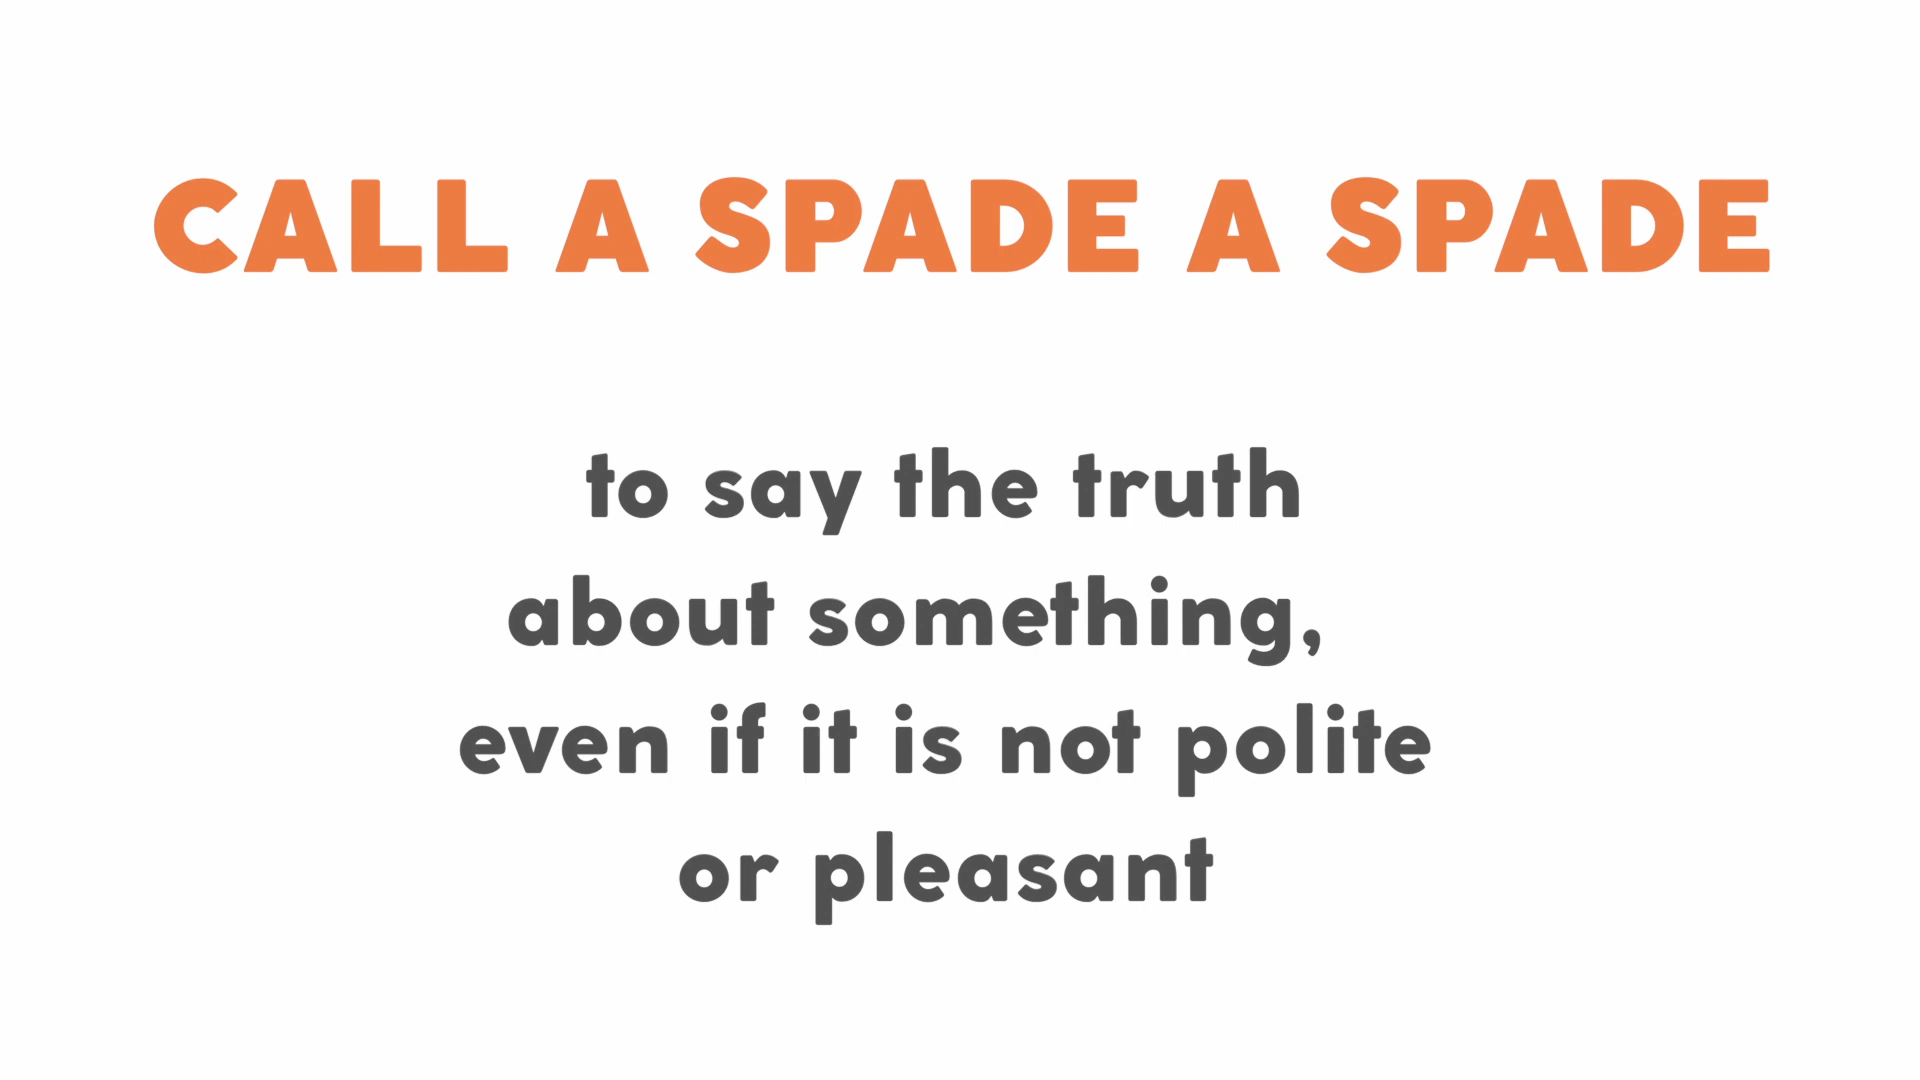 CALL A SPADE A SPADE
to say the truth
about something,
even if it is not polite
or pleasant